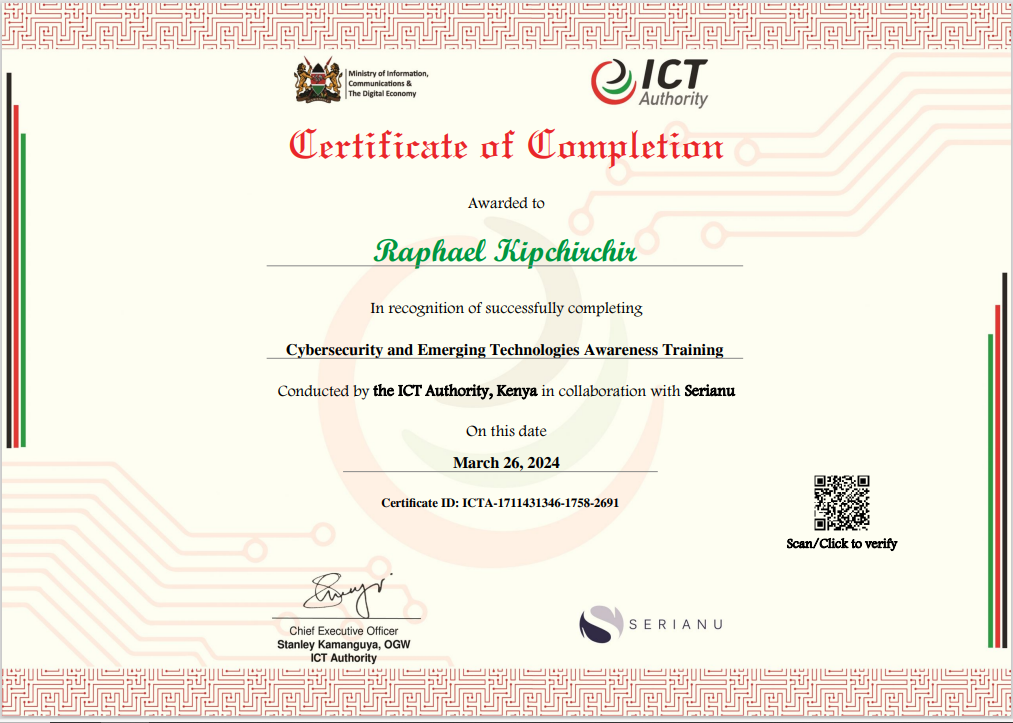 Ministry of Information,
Communications &
The Digital Economy
ICT
Authority
Certificate of Completion
Awarded to
Raphael Kipchirchir
In recognition of successfully completing
Cybersecurity and Emerging Technologies Awareness Training
Conducted by the ICT Authority, Kenya in collaboration with Serianu
On this date
March 26, 2024
Certificate ID: ICTA-1711431346-1758-2691
Scan/Click to verify
Chief Executive Officer
Stanley Kamanguya, OGW
ICT Authority
SERIANU